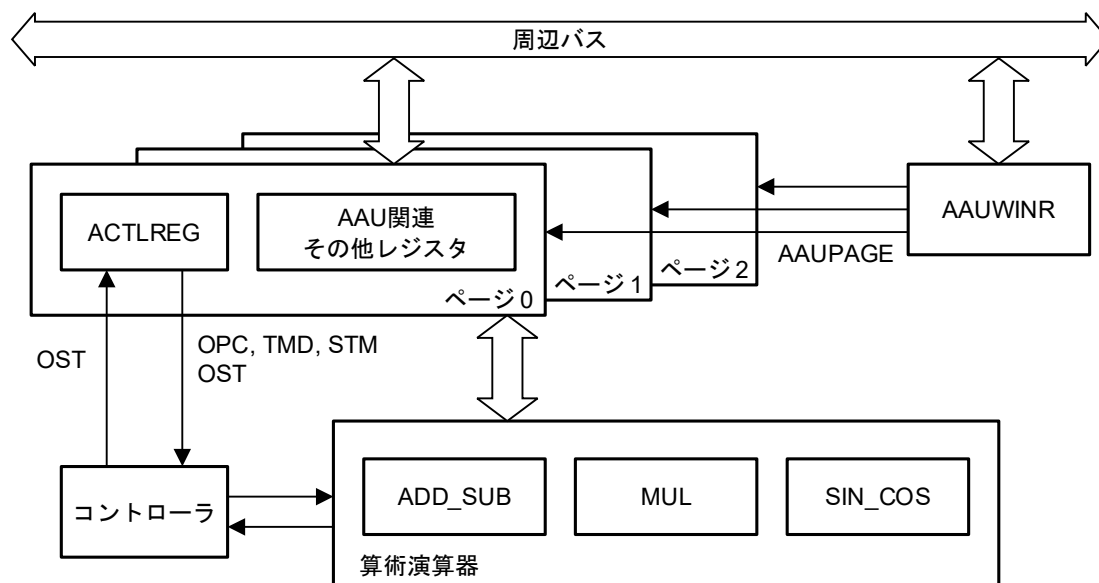 周辺バス
ACTLREG
AAU関連
その他レジスタ
AAUWINR
AAUPAGE
ページ 2
ページ 1
ページ 0
OST
OPC, TMD, STM
OST
コントローラ
ADD_SUB
MUL
SIN_COS
算術演算器